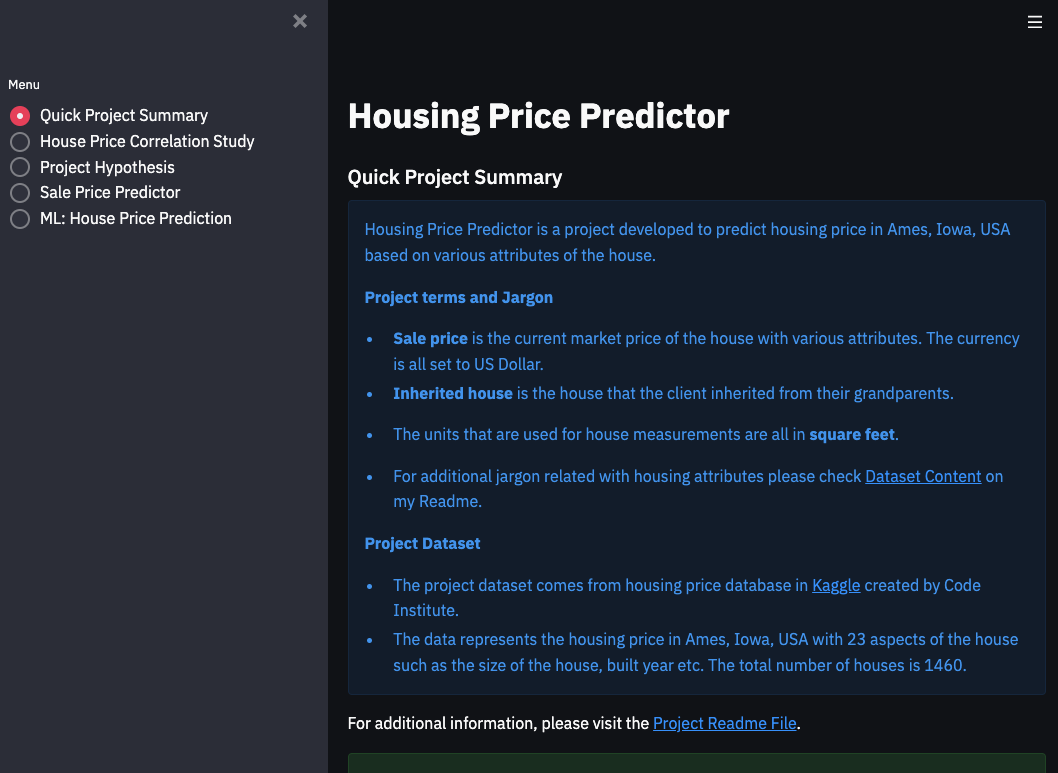 Menu
Quick Project Summary
House Price Correlation Study
Project Hypothesis
Sale Price Predictor
ML: House Price Prediction
Housing Price Predictor
Quick Project Summary
Housing Price Predictor is a project developed to predict housing price in Ames, Iowa, USA
based on various attributes of the house.
Project terms and Jargon
• Sale price is the current market price of the house with various attributes. The currency
is all set to US Dollar.
• Inherited house is the house that the client inherited from their grandparents.
• The units that are used for house measurements are all in square feet.
• For additional jargon related with housing attributes please check Dataset Content on
my Readme.
Project Dataset
• The project dataset comes from housing price database in Kaggle created by Code
Institute.
• The data represents the housing price in Ames, Iowa, USA with 23 aspects of the house
such as the size of the house, built year etc. The total number of houses is 1460.
For additional information, please visit the Project Readme File.